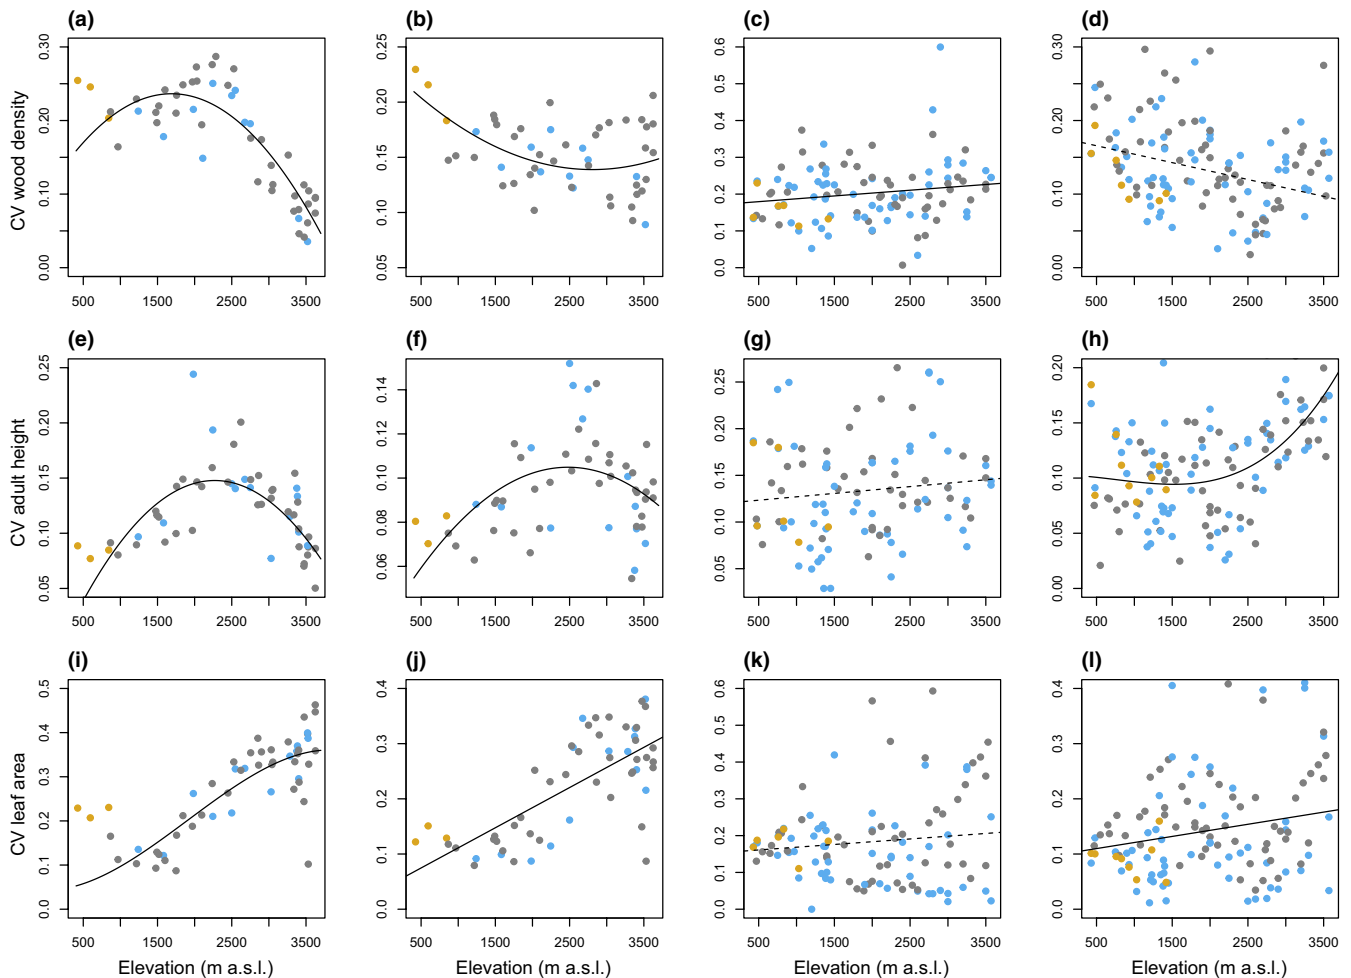 (a) (b) (c) (d)
CV wood density
0.00 0.10 0.20 0.30
0.05 0.10 0.15 0.20 0.25
0.0 0.1 0.2 0.3 0.4 0.5 0.6
0.00 0.10 0.20 0.30
500 1500 2500 3500 500 1500 2500 3500 500 1500 2500 3500 500 1500 2500 3500
(e) (f) (g) (h)
CV adult height
0.05 0.10 0.15 0.20 0.25
0.06 0.08 0.10 0.12 0.14
0.05 0.10 0.15 0.20 0.25
0.00 0.05 0.10 0.15 0.20
500 1500 2500 3500 500 1500 2500 3500 500 1500 2500 3500 500 1500 2500 3500
(i) (j) (k) (l)
CV leaf area
0.0 0.1 0.2 0.3 0.4 0.5
0.0 0.1 0.2 0.3 0.4
0.0 0.1 0.2 0.3 0.4 0.5 0.6
0.0 0.1 0.2 0.3 0.4
500 1500 2500 3500 500 1500 2500 3500 500 1500 2500 3500 500 1500 2500 3500
Elevation (m a.s.l.) Elevation (m a.s.l.) Elevation (m a.s.l.) Elevation (m a.s.l.)